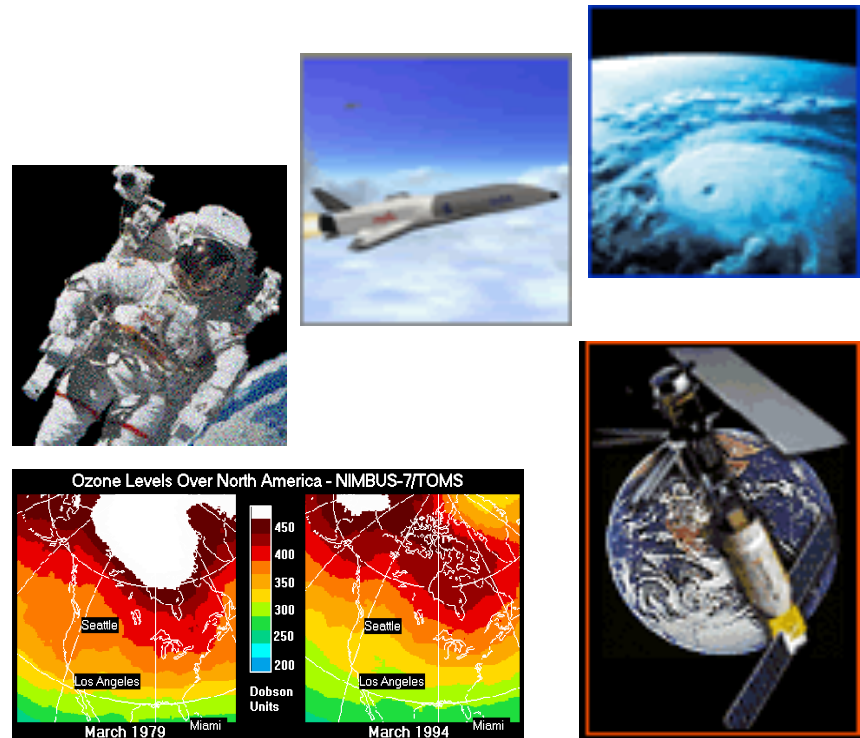 Ozone Levels Over North America - NIMBUS-7/TOMS
450
400
350
300
250
200
Dobson
Units
Seattle
Los Angeles
Miami
March 1979
Seattle
Los Angeles
Miami
March 1994